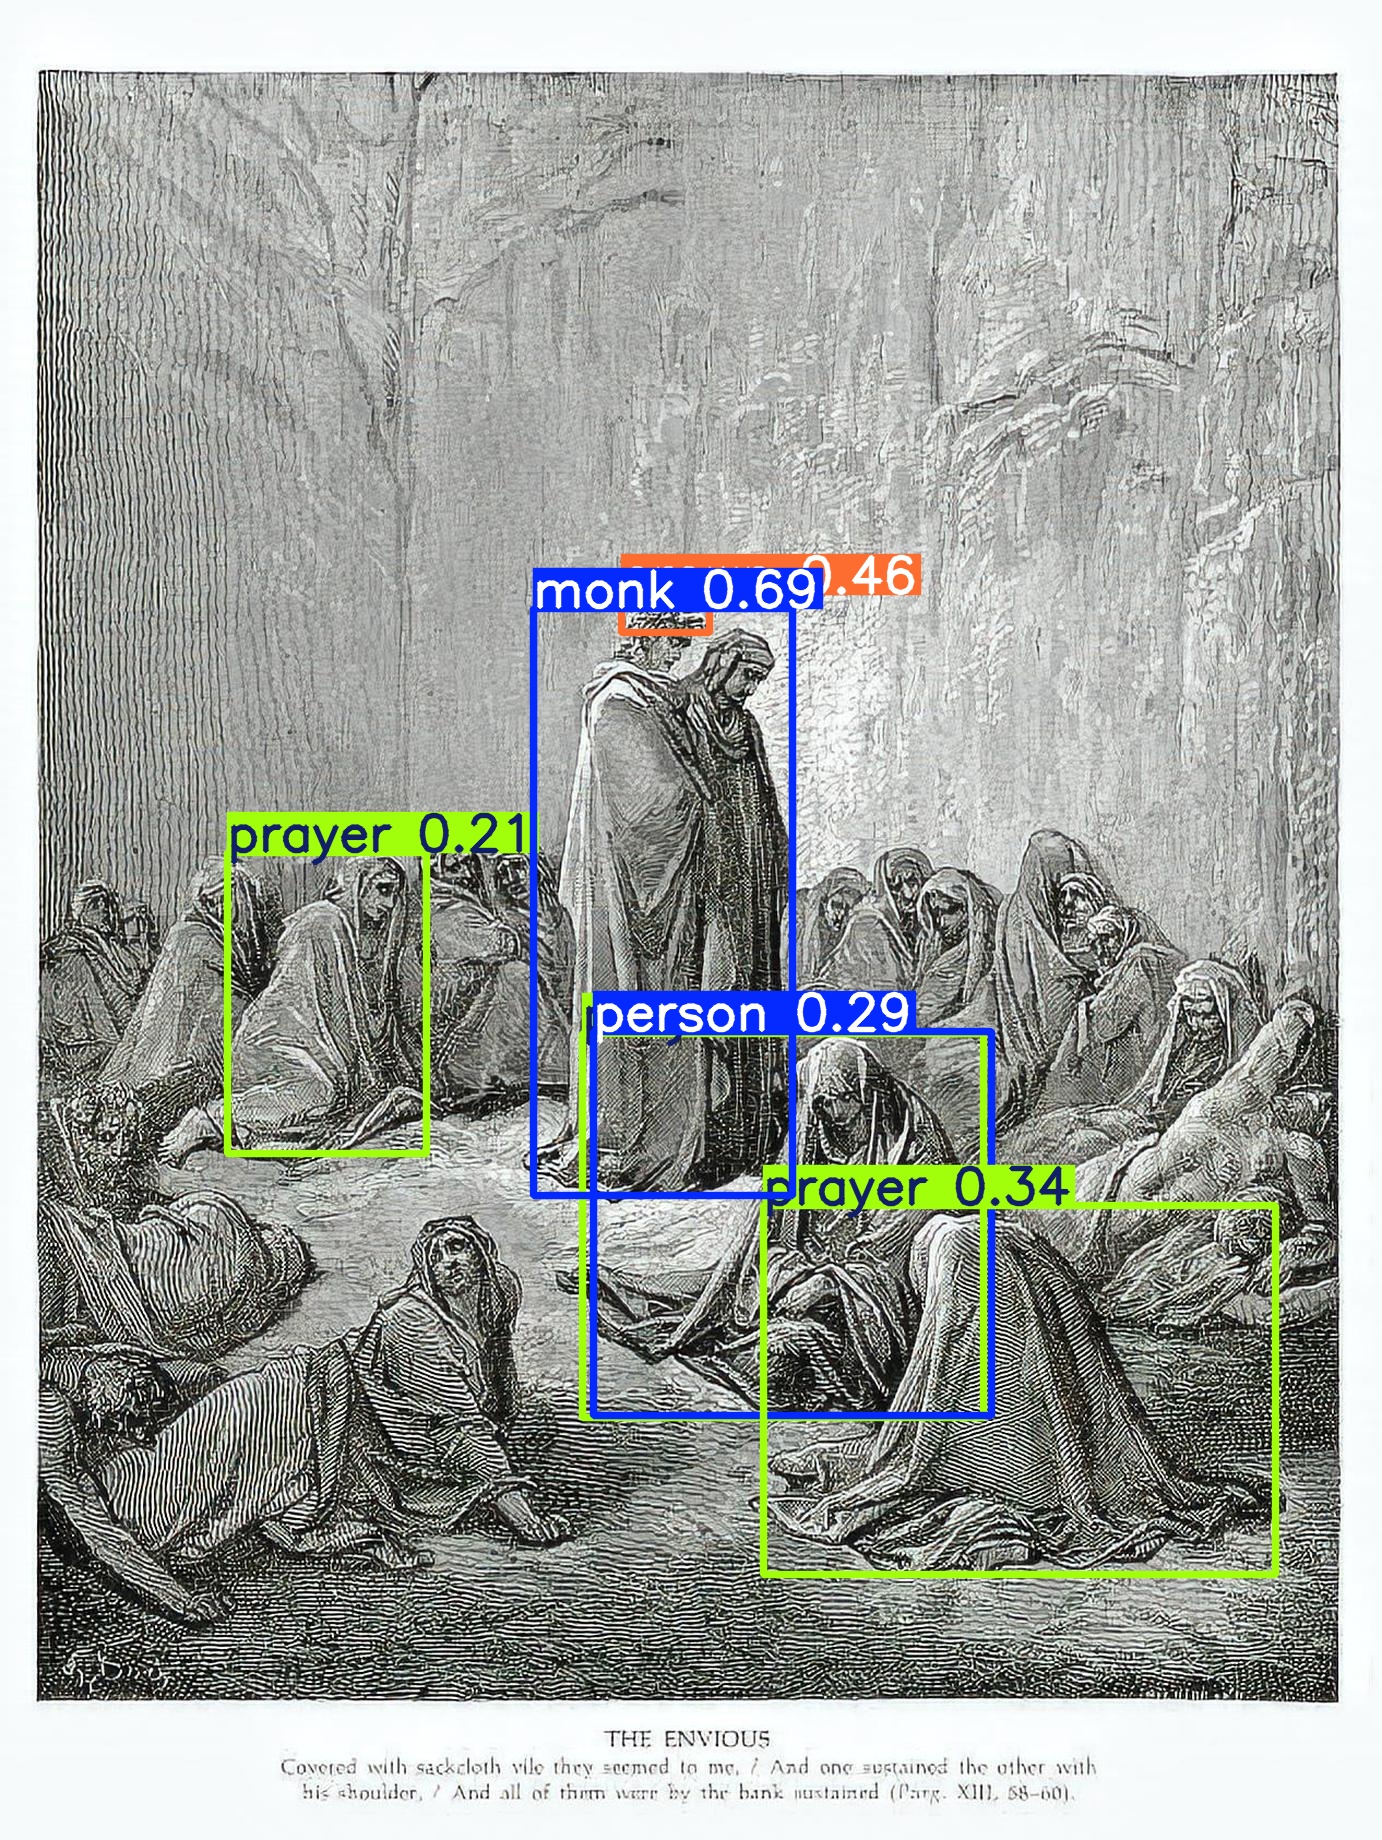 0.46
monk 0.69
prayer 0.21
person 0.29
prayer 0.34
THE ENVIOUS
Covered with sackcloth vile they seemed to me, / And one sustained the other with
his shoulder, / And all of them were by the bank sustained (Purg. XIII, 58–60).